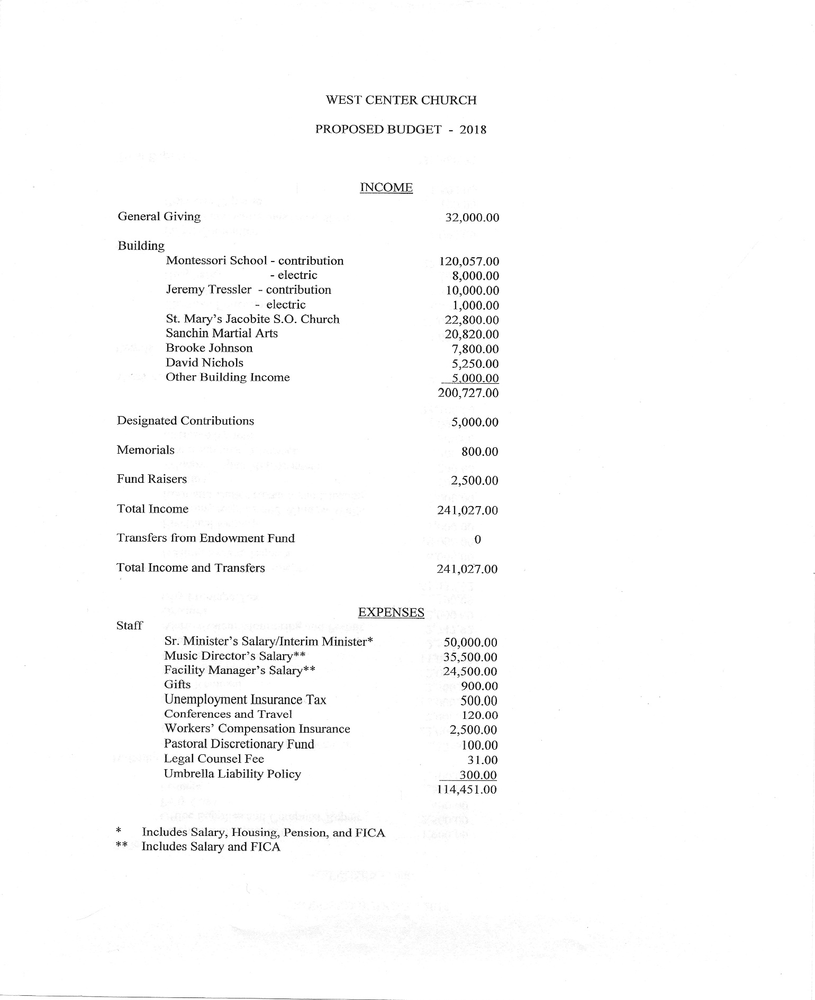 WEST CENTER CHURCH
PROPOSED BUDGET - 2018
INCOME
General Giving 32,000.00
Building
Montessori School - contribution 120,057.00
- electric 8,000.00
Jeremy Tressler - contribution 10,000.00
- electric 1,000.00
St. Mary's Jacobite S.O. Church 22,800.00
Sanchin Martial Arts 20,820.00
Brooke Johnson 7,800.00
David Nichols 5,250.00
Other Building Income 5,000.00
200,727.00
Designated Contributions 5,000.00
Memorials 800.00
Fund Raisers 2,500.00
Total Income 241,027.00
Transfers from Endowment Fund 0
Total Income and Transfers 241,027.00
EXPENSES
Staff
Sr. Minister's Salary/Interim Minister* 50,000.00
Music Director's Salary** 35,500.00
Facility Manager's Salary** 24,500.00
Gifts 900.00
Unemployment Insurance Tax 500.00
Conferences and Travel 120.00
Workers' Compensation Insurance 2,500.00
Pastoral Discretionary Fund 100.00
Legal Counsel Fee 31.00
Umbrella Liability Policy 300.00
114,451.00
* Includes Salary, Housing, Pension, and FICA
** Includes Salary and FICA